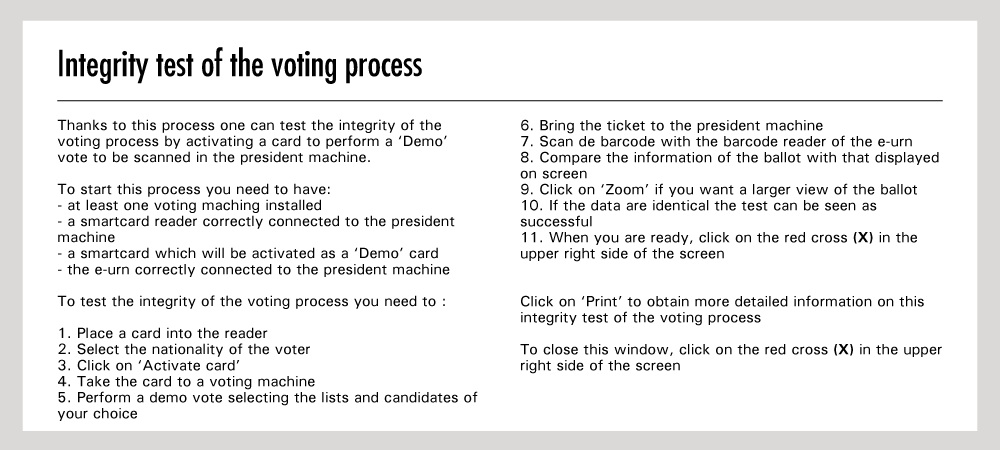 Integrity test of the voting process
Thanks to this process one can test the integrity of the
voting process by activating a card to perform a ‘Demo’
vote to be scanned in the president machine.
To start this process you need to have:
- at least one voting maching installed
- a smartcard reader correctly connected to the president
machine
- a smartcard which will be activated as a ‘Demo’ card
- the e-urn correctly connected to the president machine
To test the integrity of the voting process you need to :
1. Place a card into the reader
2. Select the nationality of the voter
3. Click on ‘Activate card’
4. Take the card to a voting machine
5. Perform a demo vote selecting the lists and candidates of
your choice
6. Bring the ticket to the president machine
7. Scan de barcode with the barcode reader of the e-urn
8. Compare the information of the ballot with that displayed
on screen
9. Click on ‘Zoom’ if you want a larger view of the ballot
10. If the data are identical the test can be seen as
successful
11. When you are ready, click on the red cross (X) in the
upper right side of the screen
Click on ‘Print’ to obtain more detailed information on this
integrity test of the voting process
To close this window, click on the red cross (X) in the upper
right side of the screen